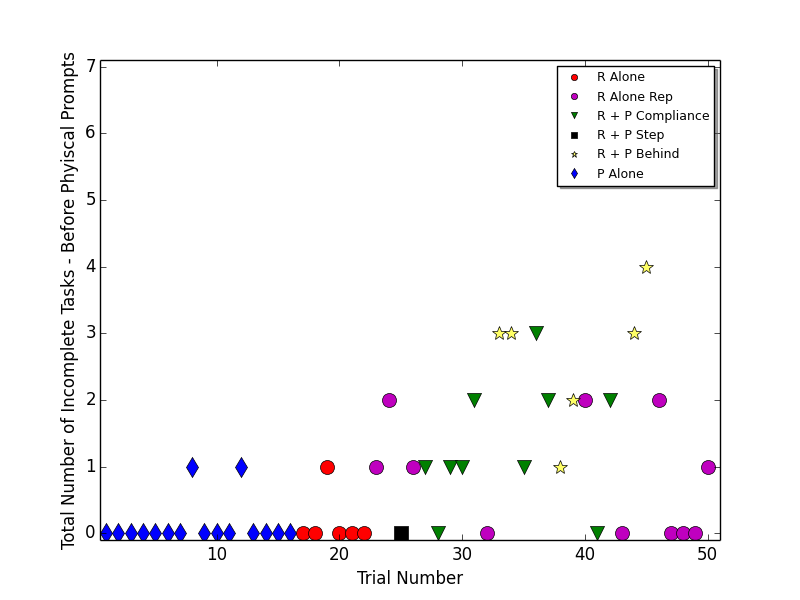 Total Number of Incomplete Tasks - Before Phyiscal Prompts
7
6
5
4
3
2
1
0
10
20
30
40
50
Trial Number
R Alone
R Alone Rep
R + P Compliance
R + P Step
R + P Behind
P Alone